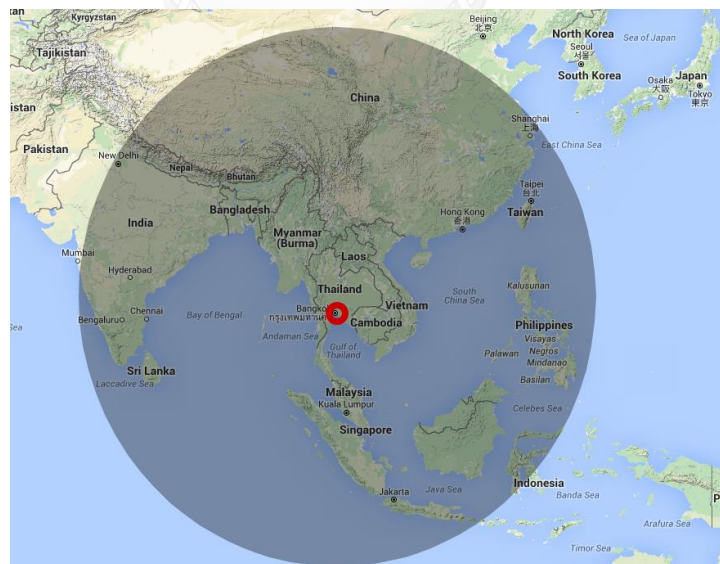 Kyrgyzstan
Tajikistan
istan
Pakistan
New Delhi
Nepal
Bhutan
India
Bangladesh
Mumbai
Hyderabad
Bengaluru
Chennai
Bay of Bengal
Sri Lanka
Laccadive Sea
Andaman Sea
China
Beijing
北京
North Korea
Seoul
서울
South Korea
Sea of Japan
Osaka
大阪
Japan
Tokyo
東京
Shanghai
上海
East China Sea
Taipei
台北
Taiwan
Hong Kong
香港
Myanmar
(Burma)
Laos
Thailand
Vietnam
Cambodia
Gulf of
Thailand
South
China Sea
Kalusunan
Philippines
Visayas
Negros
Palawan
Mindanao
Basilan
Celebes Sea
Malaysia
Kuala Lumpur
Singapore
Indonesia
Jakarta
Java Sea
Banda Sea
Arafura Sea
Timor Sea